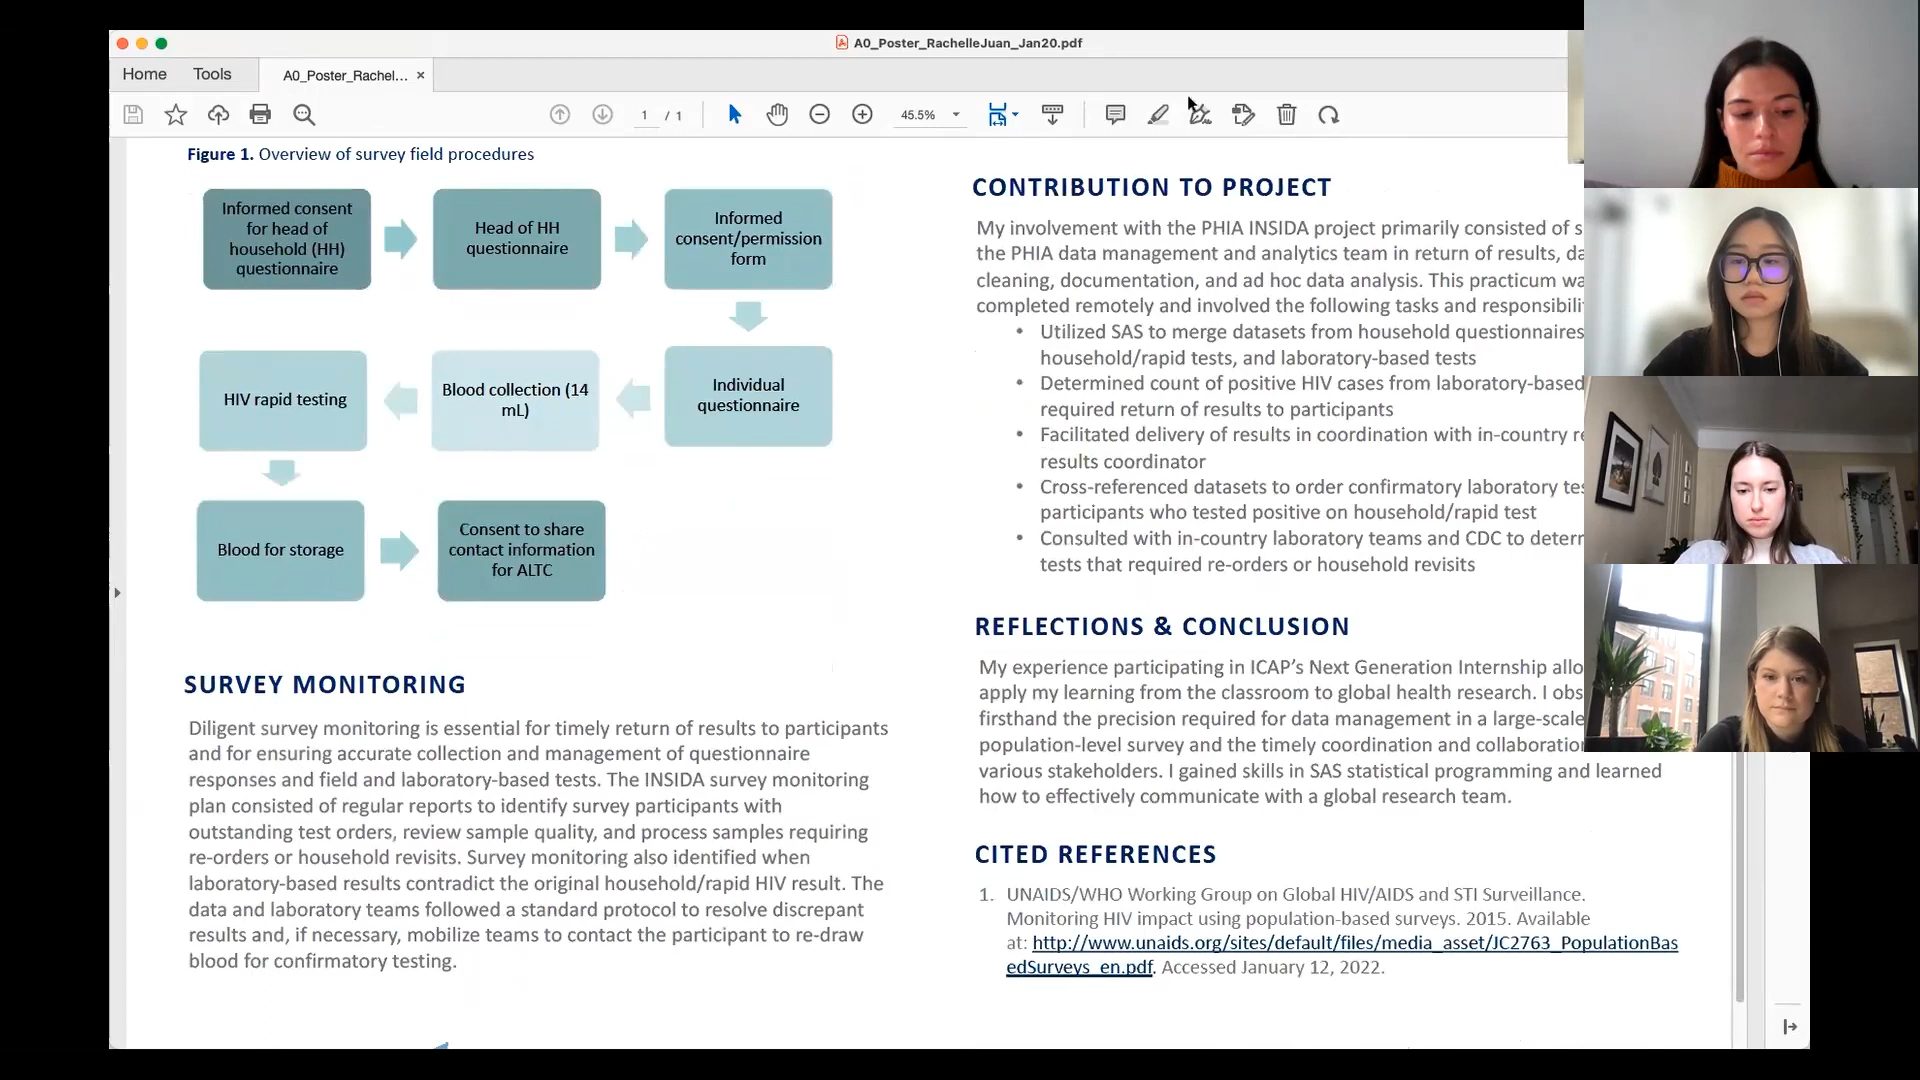 A0_Poster_RachelleJuan_Jan20.pdf
Home
Tools
A0_Poster_Rachel...
1 / 1
45.5%
Figure 1. Overview of survey field procedures
Informed consent
for head of
household (HH)
questionnaire
Head of HH
questionnaire
Informed
consent/permission
form
HIV rapid testing
Blood collection (14
mL)
Individual
questionnaire
Blood for storage
Consent to share
contact information
for ALTC
SURVEY MONITORING
Diligent survey monitoring is essential for timely return of results to participants
and for ensuring accurate collection and management of questionnaire
responses and field and laboratory-based tests. The INSIDA survey monitoring
plan consisted of regular reports to identify survey participants with
outstanding test orders, review sample quality, and process samples requiring
re-orders or household revisits. Survey monitoring also identified when
laboratory-based results contradict the original household/rapid HIV result. The
data and laboratory teams followed a standard protocol to resolve discrepant
results and, if necessary, mobilize teams to contact the participant to re-draw
blood for confirmatory testing.
CONTRIBUTION TO PROJECT
My involvement with the PHIA INSIDA project primarily consisted of
the PHIA data management and analytics team in return of results,
cleaning, documentation, and ad hoc data analysis. This practicum
completed remotely and involved the following tasks and
• Utilized SAS to merge datasets from household questionnaires
household/rapid tests, and laboratory-based tests
• Determined count of positive HIV cases from laboratory-based
required return of results to participants
• Facilitated delivery of results in coordination with in-country
results coordinator
• Cross-referenced datasets to order confirmatory laboratory
participants who tested positive on household/rapid test
• Consulted with in-country laboratory teams and CDC to
tests that required re-orders or household revisits
REFLECTIONS & CONCLUSION
My experience participating in ICAP's Next Generation Internship
apply my learning from the classroom to global health research. I
firsthand the precision required for data management in a large-scale
population-level survey and the timely coordination and
various stakeholders. I gained skills in SAS statistical programming and learned
how to effectively communicate with a global research team.
CITED REFERENCES
1. UNAIDS/WHO Working Group on Global HIV/AIDS and STI Surveillance.
Monitoring HIV impact using population-based surveys. 2015. Available
at: http://www.unaids.org/sites/default/files/media_asset/JC2763_PopulationBas
edSurveys_en.pdf. Accessed January 12, 2022.